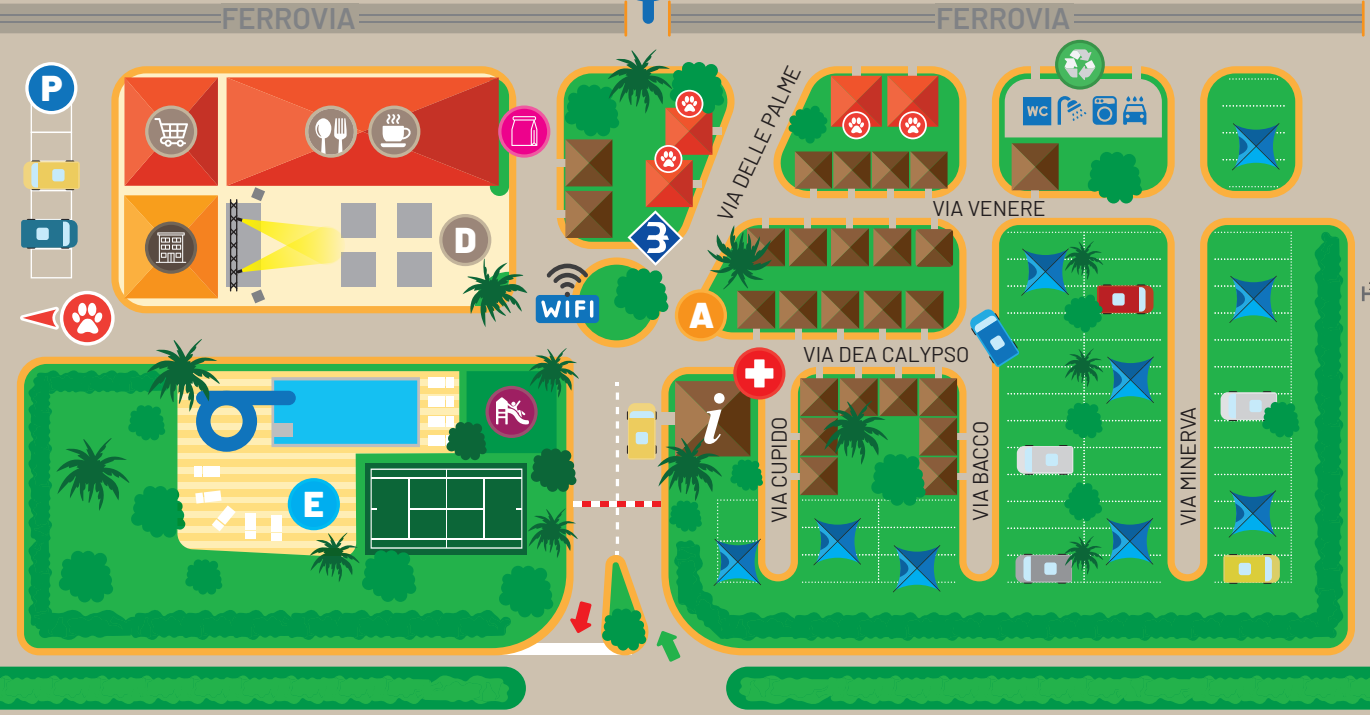 FERROVIA
FERROVIA
P
VIA DELLE PALME
WC
D
3
VIA VENERE
WIFI
A
VIA DEA CALYPSO
i
VIA CUPIDO
VIA BACCO
VIA MINERVA
E